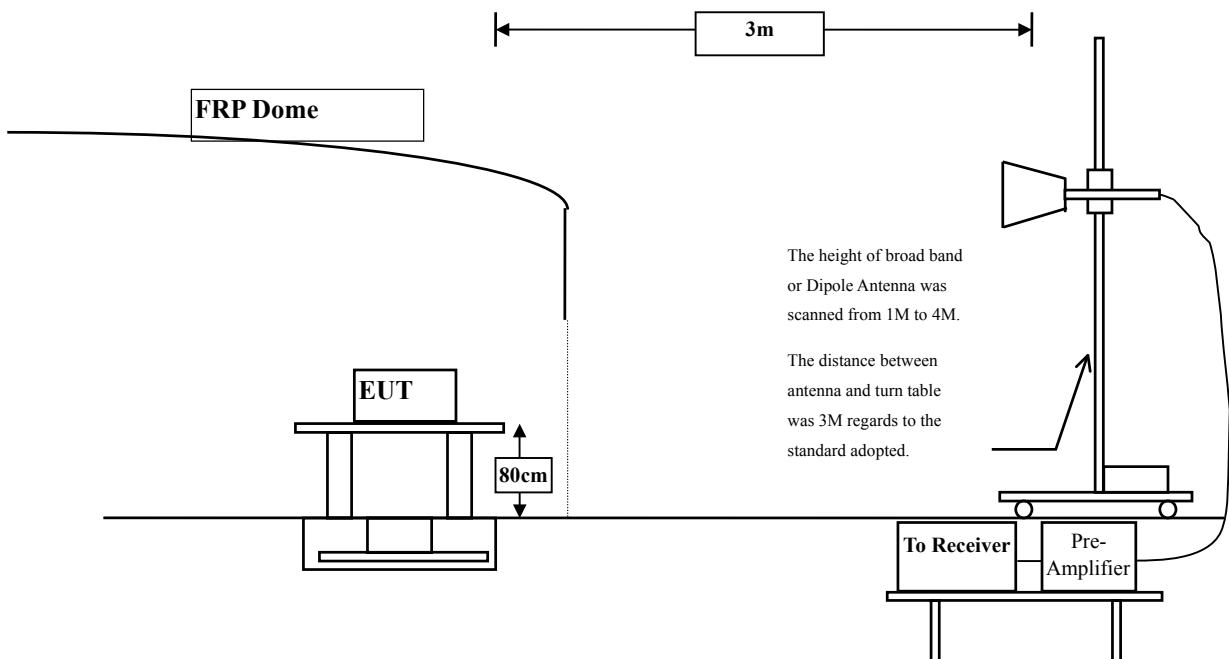 3m
FRP Dome
The height of broad band
or Dipole Antenna was
scanned from 1M to 4M.
The distance between
antenna and turn table
was 3M regards to the
standard adopted.
EUT
80cm
To Receiver
Pre-
Amplifier